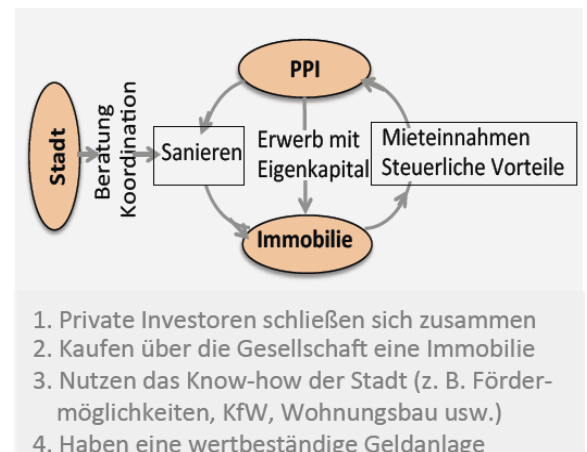 PPI
Stadt
Beratung
Koordination
Sanieren
Erwerb mit
Eigenkapital
Mieteinnahmen
Steuerliche Vorteile
Immobilie
1. Private Investoren schließen sich zusammen
2. Kaufen über die Gesellschaft eine Immobilie
3. Nutzen das Know-how der Stadt (z. B. Förder-
möglichkeiten, KfW, Wohnungsbau usw.)
4. Haben eine wertbeständige Geldanlage